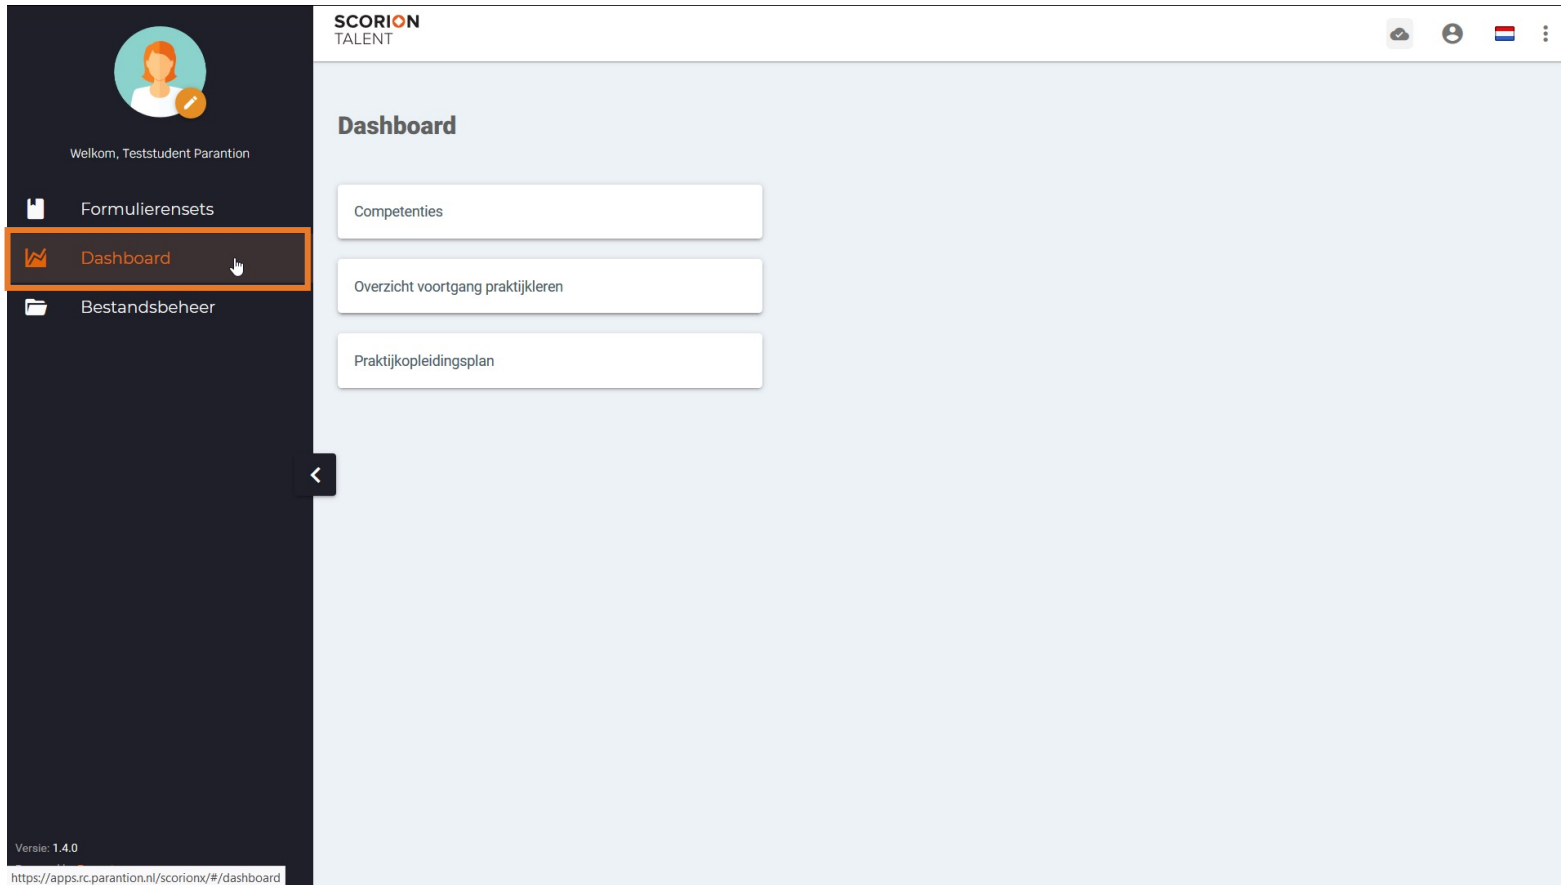 SCORION
TALENT
Welkom, Teststudent Parantion
Formulierensets
Dashboard
Bestandsbeheer
Dashboard
Competenties
Overzicht voortgang praktijkleren
Praktijkopleidingsplan
Versie: 1.4.0
https://apps.rc.parantion.nl/scorionx/#/dashboard